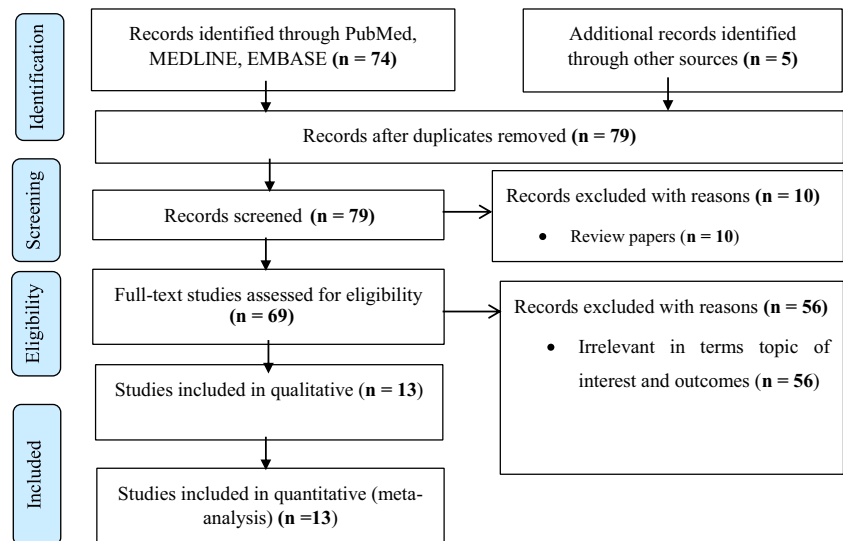 Identification
Records identified through PubMed,
MEDLINE, EMBASE (n = 74)
Additional records identified
through other sources (n = 5)
Records after duplicates removed (n = 79)
Screening
Records screened (n = 79)
Records excluded with reasons (n = 10)
• Review papers (n = 10)
Eligibility
Full-text studies assessed for eligibility
(n = 69)
Records excluded with reasons (n = 56)
• Irrelevant in terms topic of
interest and outcomes (n = 56)
Studies included in qualitative (n = 13)
Included
Studies included in quantitative (meta-
analysis) (n =13)